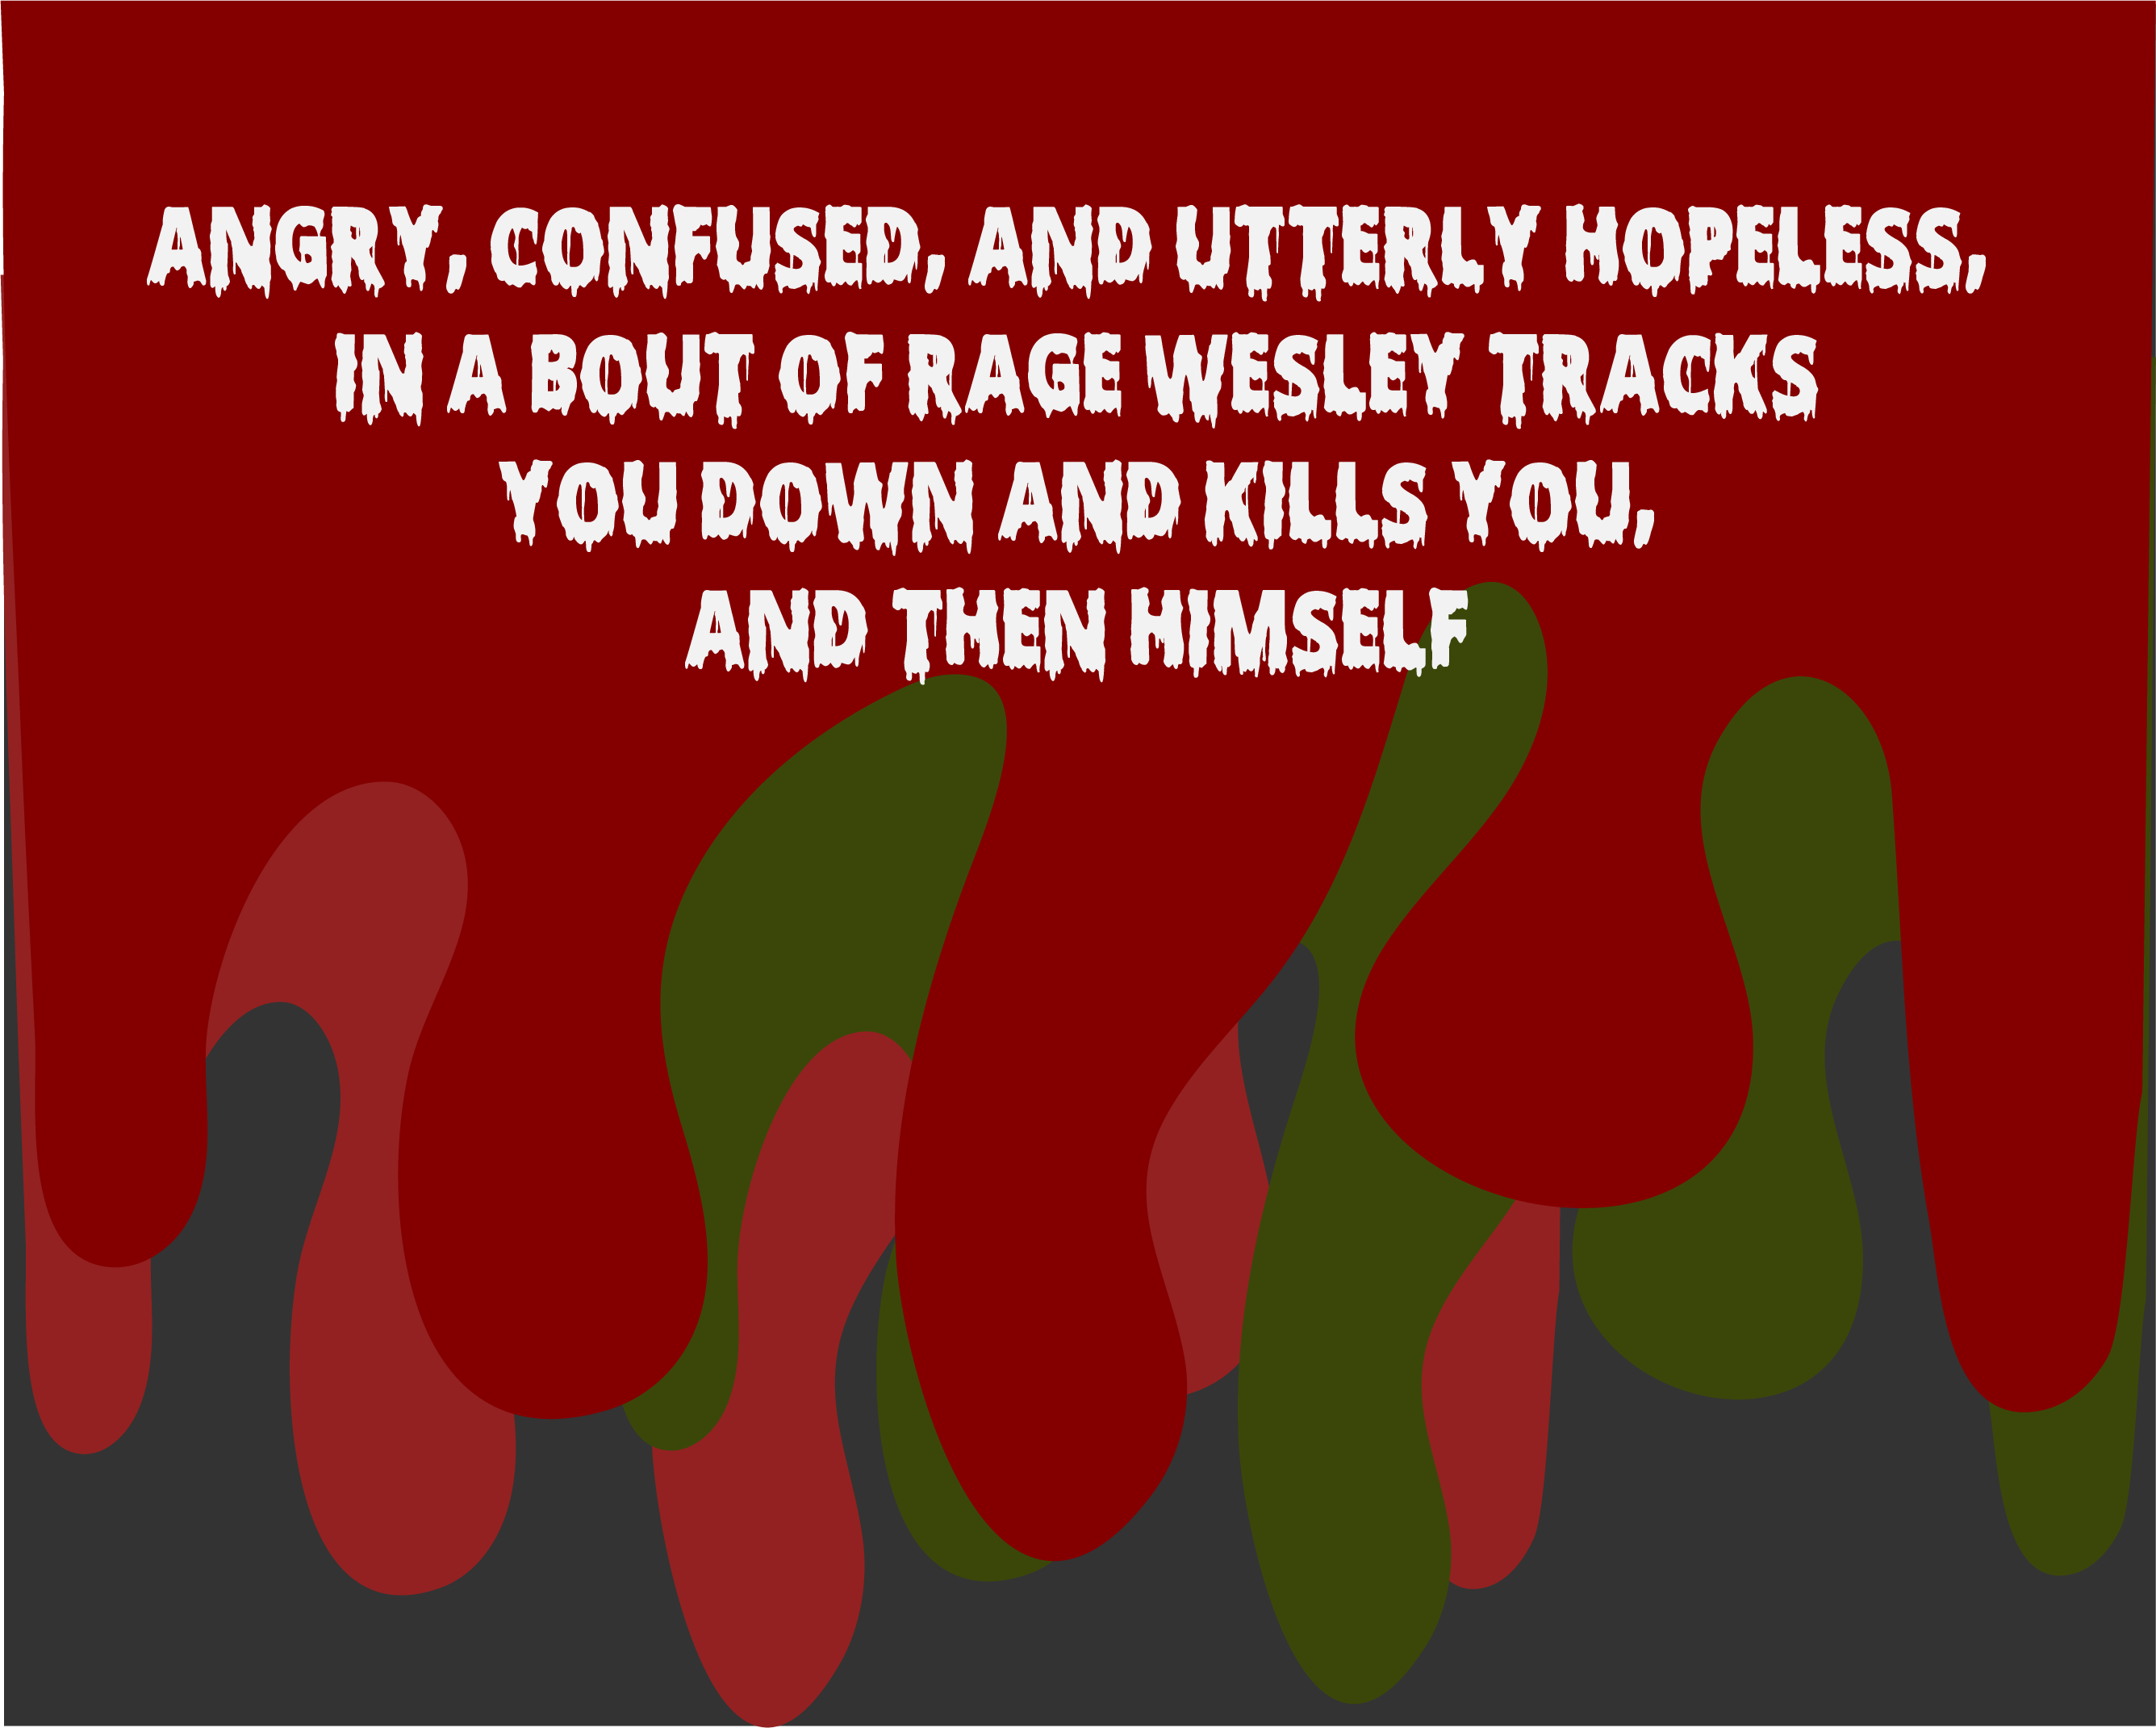 ANGRY, CONFUSED, AND UTTERLY HOPELESS,
IN A BOUT OF RAGE WESLEY TRACKS
YOU DOWN AND KILLS YOU,
AND THEN HIMSELF